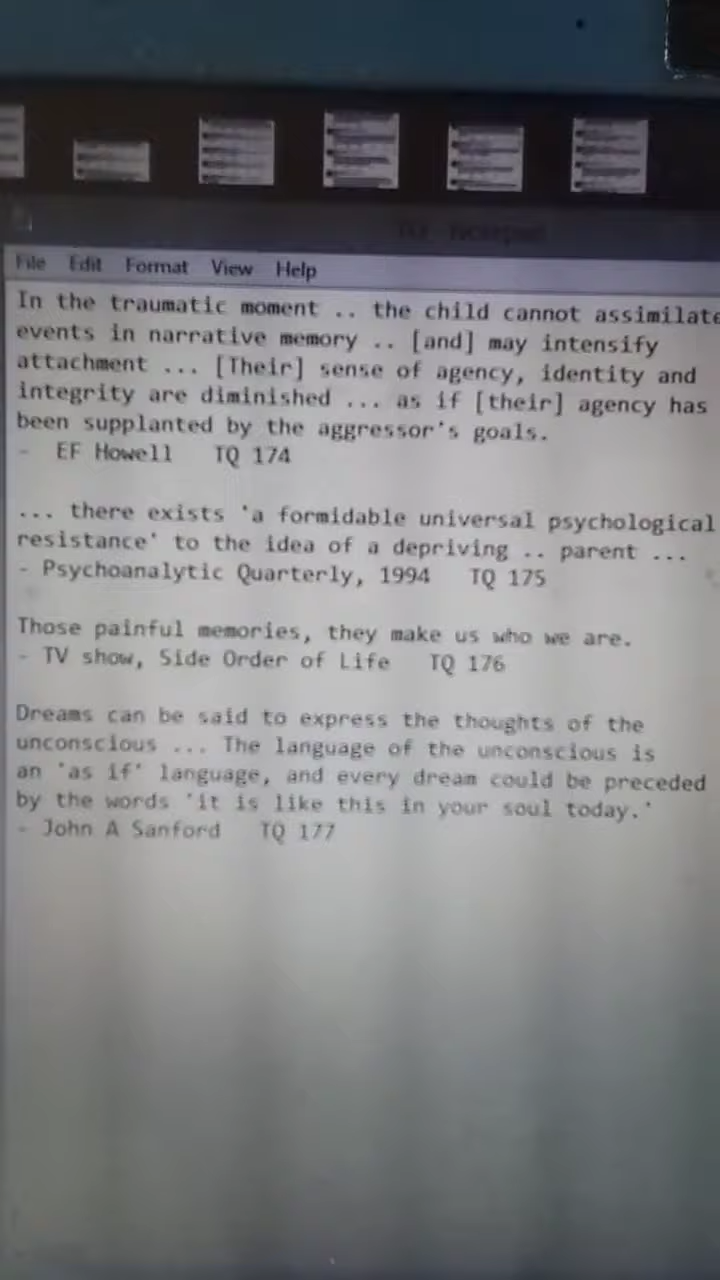 File Edit Format View Help
In the traumatic moment .. the child cannot assimilate
events in narrative memory .. [and] may intensify
attachment ... [Their] sense of agency, identity and
integrity are diminished ... as if [their] agency has
been supplanted by the aggressor's goals.
- EF Howell TQ 174
... there exists 'a formidable universal psychological
resistance' to the idea of a depriving .. parent ...
- Psychoanalytic Quarterly, 1994 TQ 175
Those painful memories, they make us who we are.
- TV show, Side Order of Life TQ 176
Dreams can be said to express the thoughts of the
unconscious ... The language of the unconscious is
an 'as if' language, and every dream could be preceded
by the words 'it is like this in your soul today.'
- John A Sanford TQ 177